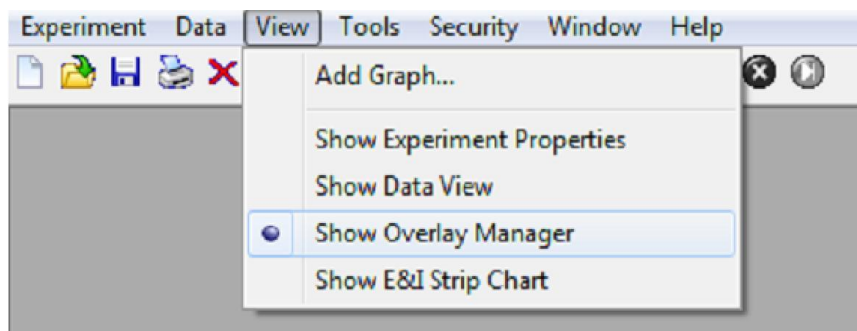 Experiment Data View Tools Security Window Help
Add Graph...
Show Experiment Properties
Show Data View
Show Overlay Manager
Show E&I Strip Chart